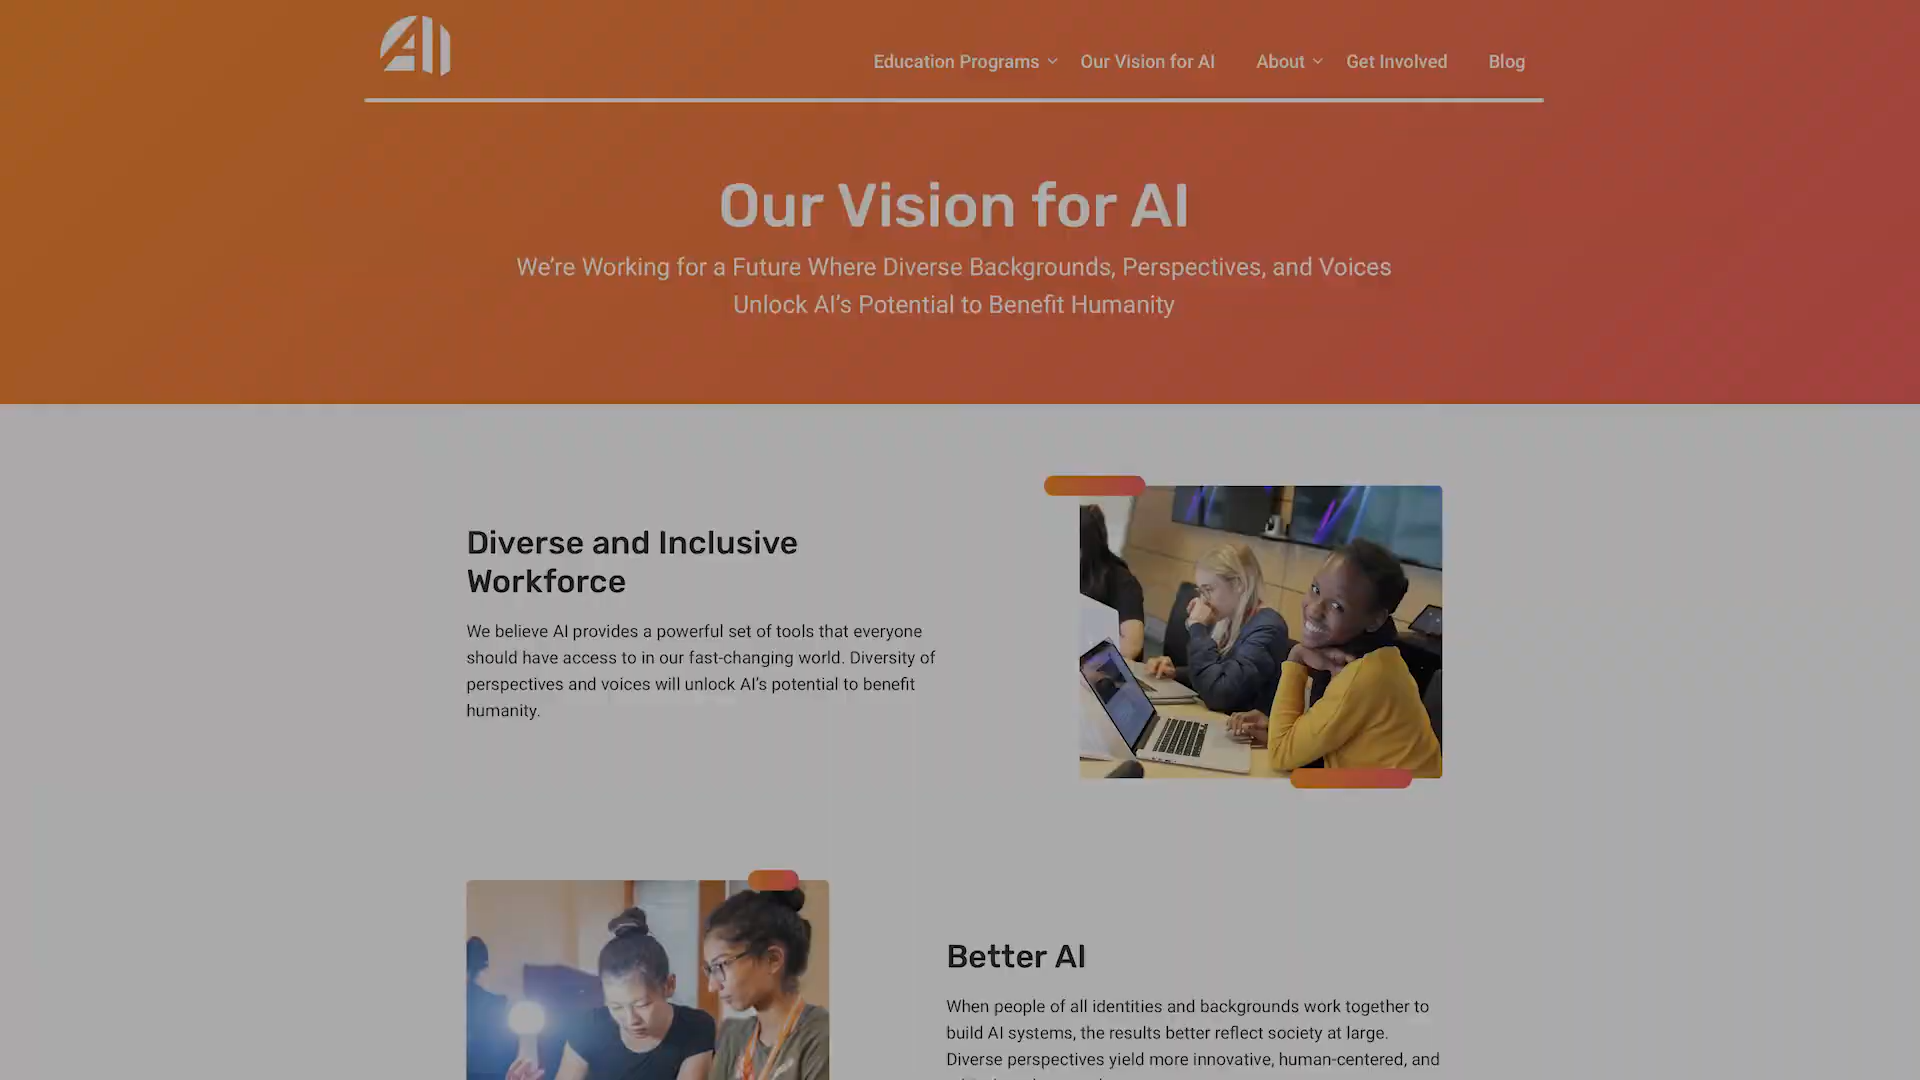 AI
Education Programs
Our Vision for AI
About
Get Involved
Blog
Our Vision for AI
We're Working for a Future Where Diverse Backgrounds, Perspectives, and Voices
Unlock AI's Potential to Benefit Humanity
Diverse and Inclusive
Workforce
We believe AI provides a powerful set of tools that everyone
should have access to in our fast-changing world. Diversity of
perspectives and voices will unlock AI's potential to benefit
humanity.
Better AI
When people of all identities and backgrounds work together to
build AI systems, the results better reflect society at large.
Diverse perspectives yield more innovative, human-centered, and